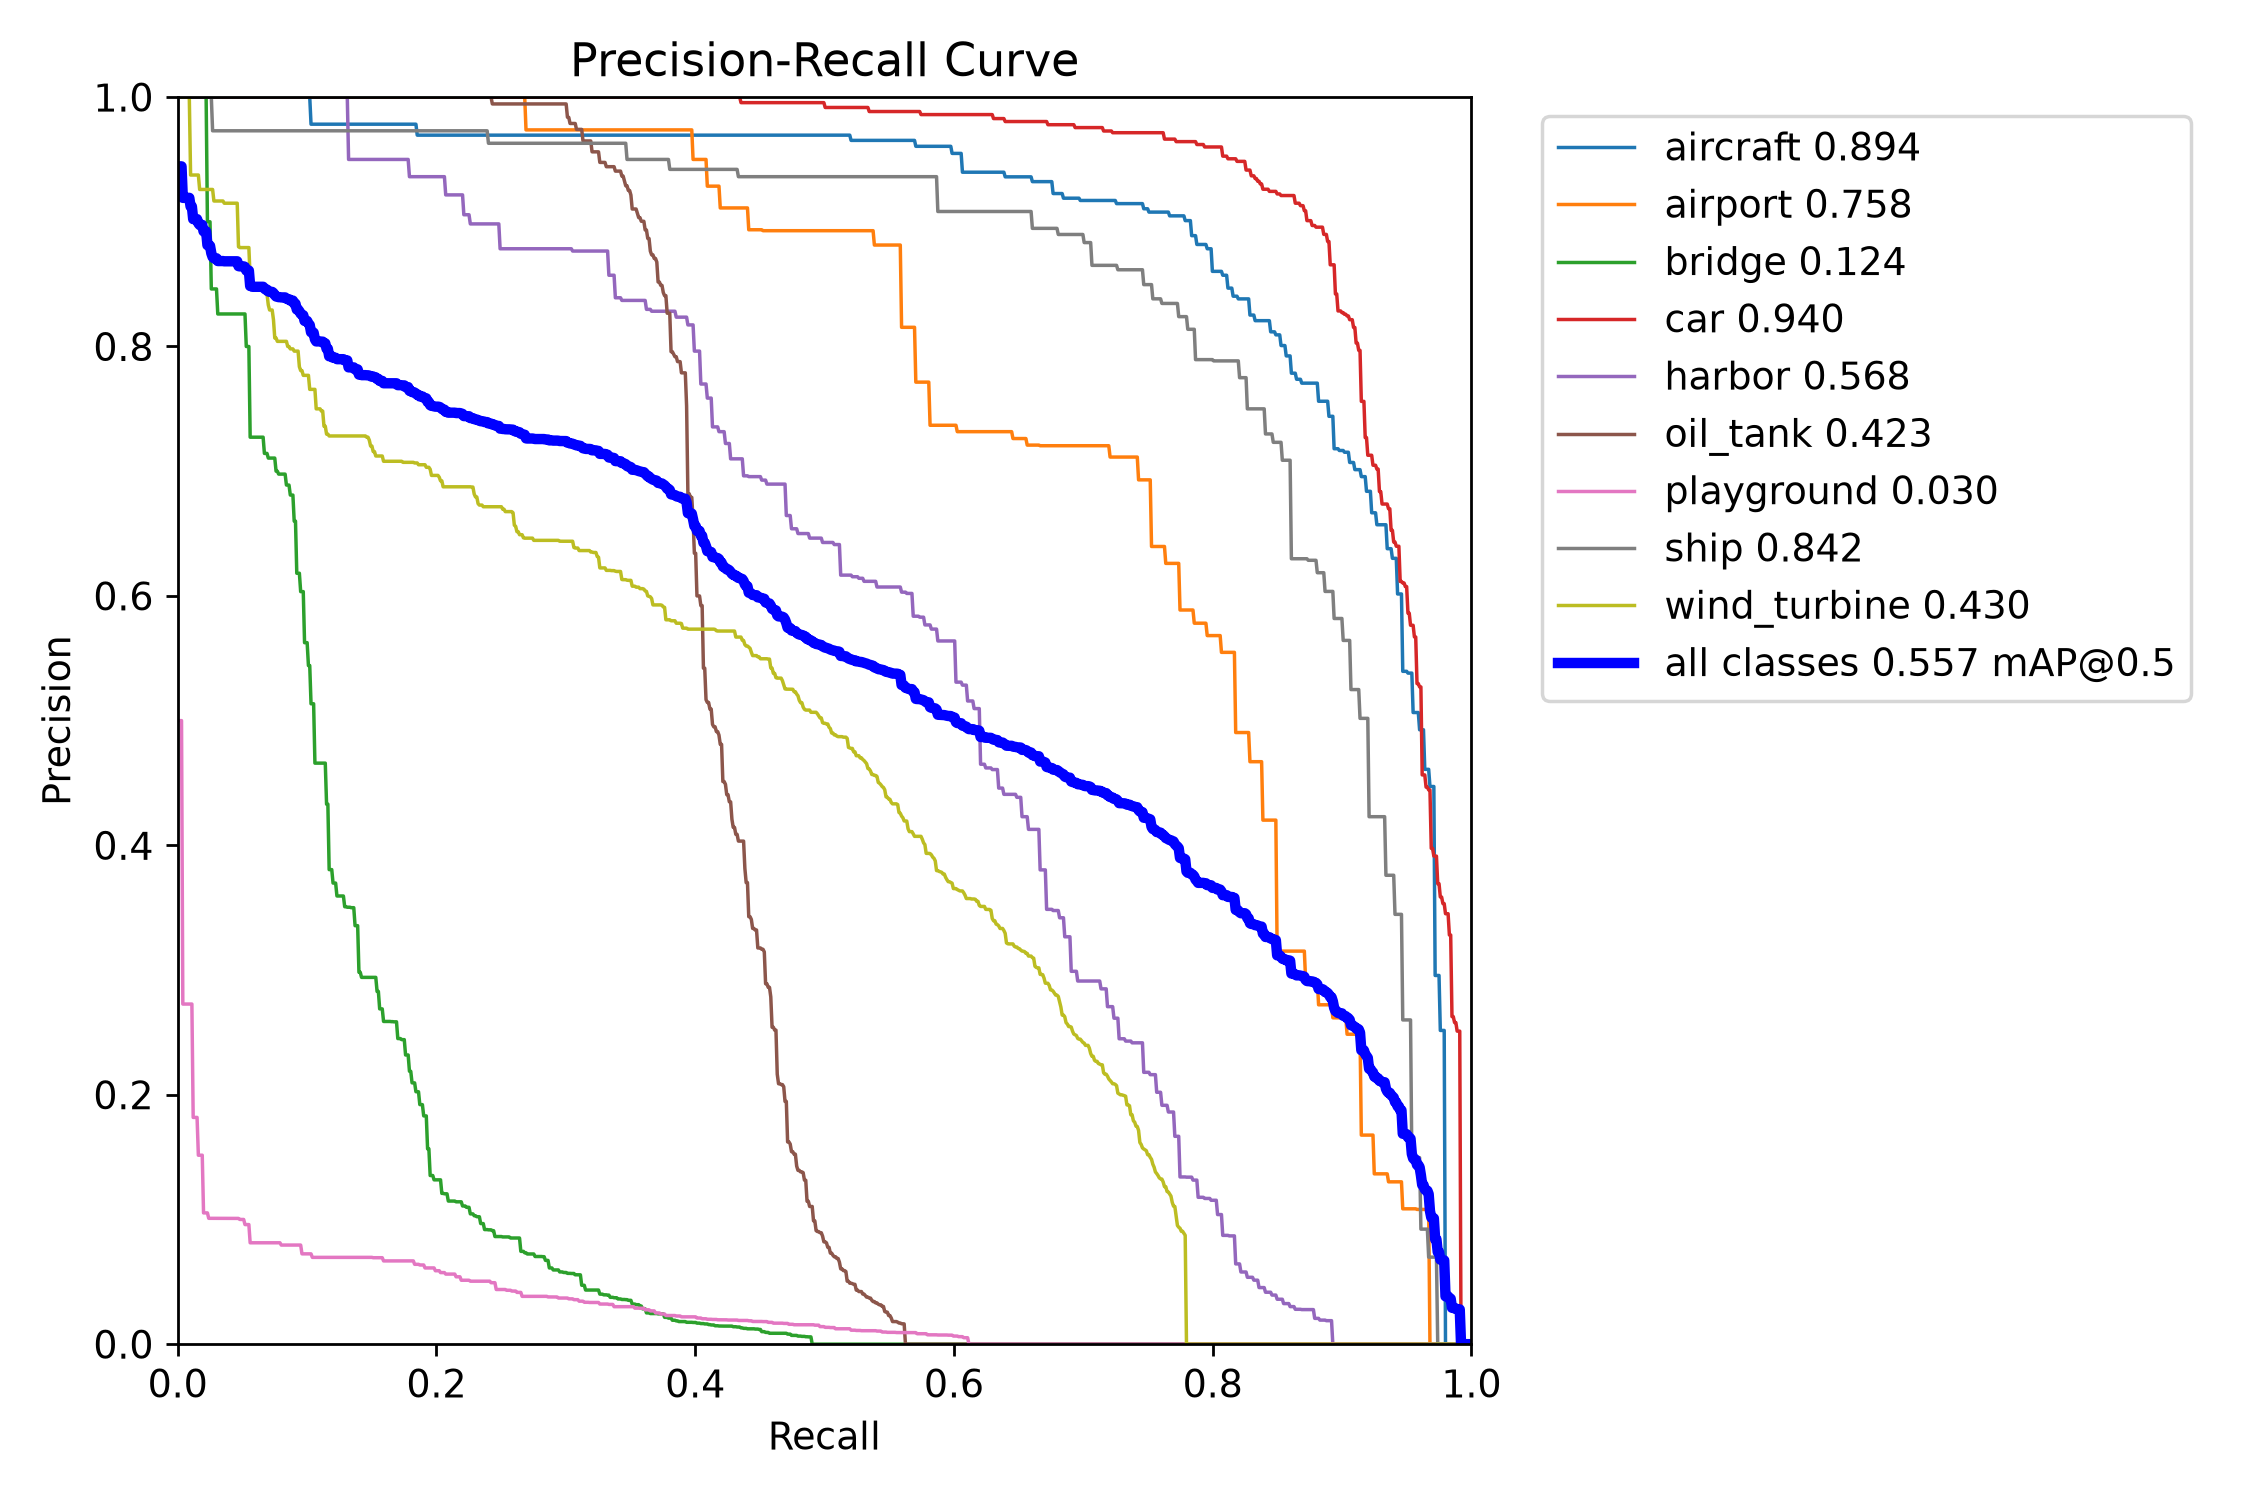 Precision-Recall Curve
1.0
0.8
0.6
0.4
0.2
0.0
Precision
0.0 0.2 0.4 0.6 0.8 1.0
Recall
aircraft 0.894
airport 0.758
bridge 0.124
car 0.940
harbor 0.568
oil_tank 0.423
playground 0.030
ship 0.842
wind_turbine 0.430
all classes 0.557 mAP@0.5